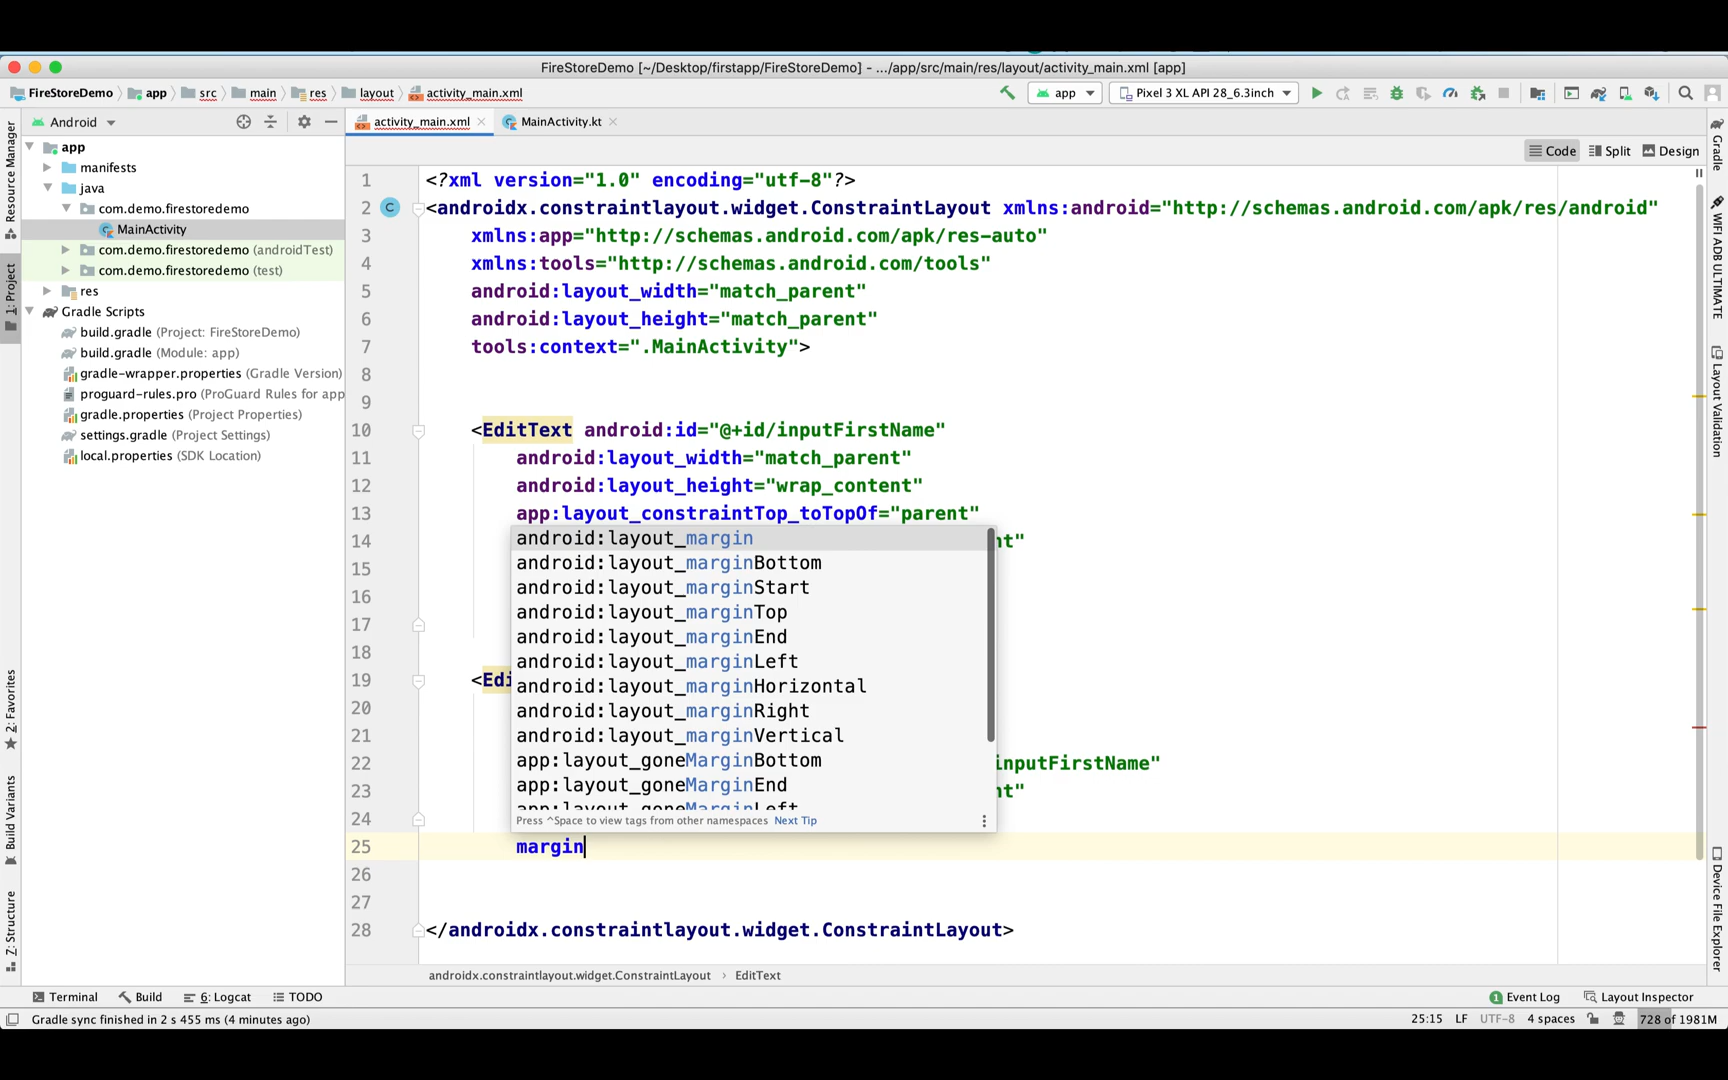 FireStoreDemo [~/Desktop/firstapp/FireStoreDemo] - .../app/src/main/res/layout/activity_main.xml [app]
FireStoreDemo app src main res layout activity_main.xml app Pixel 3 XL API 28_6.3inch
Android activity_main.xml MainActivity.kt
Code Split Design
app
manifests
java
com.demo.firestoredemo
MainActivity
com.demo.firestoredemo (androidTest)
com.demo.firestoredemo (test)
res
Gradle Scripts
build.gradle (Project: FireStoreDemo)
build.gradle (Module: app)
gradle-wrapper.properties (Gradle Version)
proguard-rules.pro (ProGuard Rules for app
gradle.properties (Project Properties)
settings.gradle (Project Settings)
local.properties (SDK Location)
Resource Manager
1: Project
2: Favorites
Build Variants
Z: Structure
1 <?xml version="1.0" encoding="utf-8"?>
2 C <androidx.constraintlayout.widget.ConstraintLayout xmlns:android="http://schemas.android.com/apk/res/android"
3 xmlns:app="http://schemas.android.com/apk/res-auto"
4 xmlns:tools="http://schemas.android.com/tools"
5 android:layout_width="match_parent"
6 android:layout_height="match_parent"
7 tools:context=".MainActivity">
8
9
10 <EditText android:id="@+id/inputFirstName"
11 android:layout_width="match_parent"
12 android:layout_height="wrap_content"
13 app:layout_constraintTop_toTopOf="parent"
14 nt"
15
16
17
18
19 <Edi
20
21
22 inputFirstName"
23 nt"
24
25 margin
26
27
28 </androidx.constraintlayout.widget.ConstraintLayout>
android:layout_margin
android:layout_marginBottom
android:layout_marginStart
android:layout_marginTop
android:layout_marginEnd
android:layout_marginLeft
android:layout_marginHorizontal
android:layout_marginRight
android:layout_marginVertical
app:layout_goneMarginBottom
app:layout_goneMarginEnd
app:layout_goneMarginLeft
Press ^Space to view tags from other namespaces Next Tip
androidx.constraintlayout.widget.ConstraintLayout › EditText
Gradle
WIFI ADB ULTIMATE
Layout Validation
Device File Explorer
Terminal Build 6: Logcat TODO 1 Event Log Layout Inspector
Gradle sync finished in 2 s 455 ms (4 minutes ago) 25:15 LF UTF-8 4 spaces 728 of 1981M